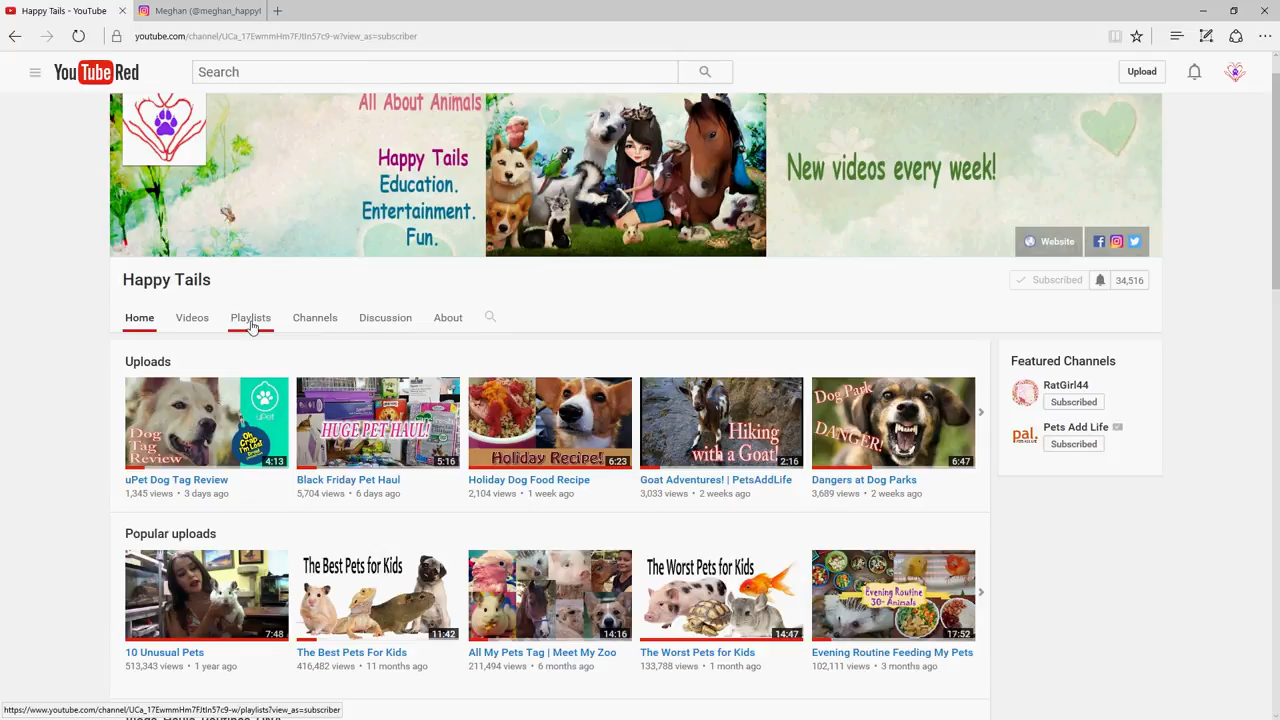 Happy Tails - YouTube
Meghan (@meghan_happyt
youtube.com/channel/UCa_17EwmmHm7FJtIn57c9-w?view_as=subscriber
YouTube Red
Search
Upload
All About Animals
Happy Tails
Education.
Entertainment.
Fun.
New videos every week!
Website
Happy Tails
Subscribed
34,516
Home
Videos
Playlists
Channels
Discussion
About
Uploads
Featured Channels
RatGirl44
Subscribed
Pets Add Life
pal.
Subscribed
uPet
Oh
Crap
I'm Lost!
Dog
Tag
Review
4:13
HUGE PET HAUL!
5:16
Holiday Recipe!
6:23
Hiking
with a Goat!
2:16
Dog Park
DANGER!
6:47
uPet Dog Tag Review
1,345 views • 3 days ago
Black Friday Pet Haul
5,704 views • 6 days ago
Holiday Dog Food Recipe
2,104 views • 1 week ago
Goat Adventures! | PetsAddLife
3,033 views • 2 weeks ago
Dangers at Dog Parks
3,689 views • 2 weeks ago
Popular uploads
7:48
The Best Pets for Kids
11:42
14:16
The Worst Pets for Kids
14:47
Evening Routine
30+ Animals
17:52
10 Unusual Pets
513,343 views • 1 year ago
The Best Pets For Kids
416,482 views • 11 months ago
All My Pets Tag | Meet My Zoo
211,494 views • 6 months ago
The Worst Pets for Kids
133,788 views • 1 month ago
Evening Routine Feeding My Pets
102,111 views • 3 months ago
https://www.youtube.com/channel/UCa_17EwmmHm7FJtIn57c9-w/playlists?view_as=subscriber